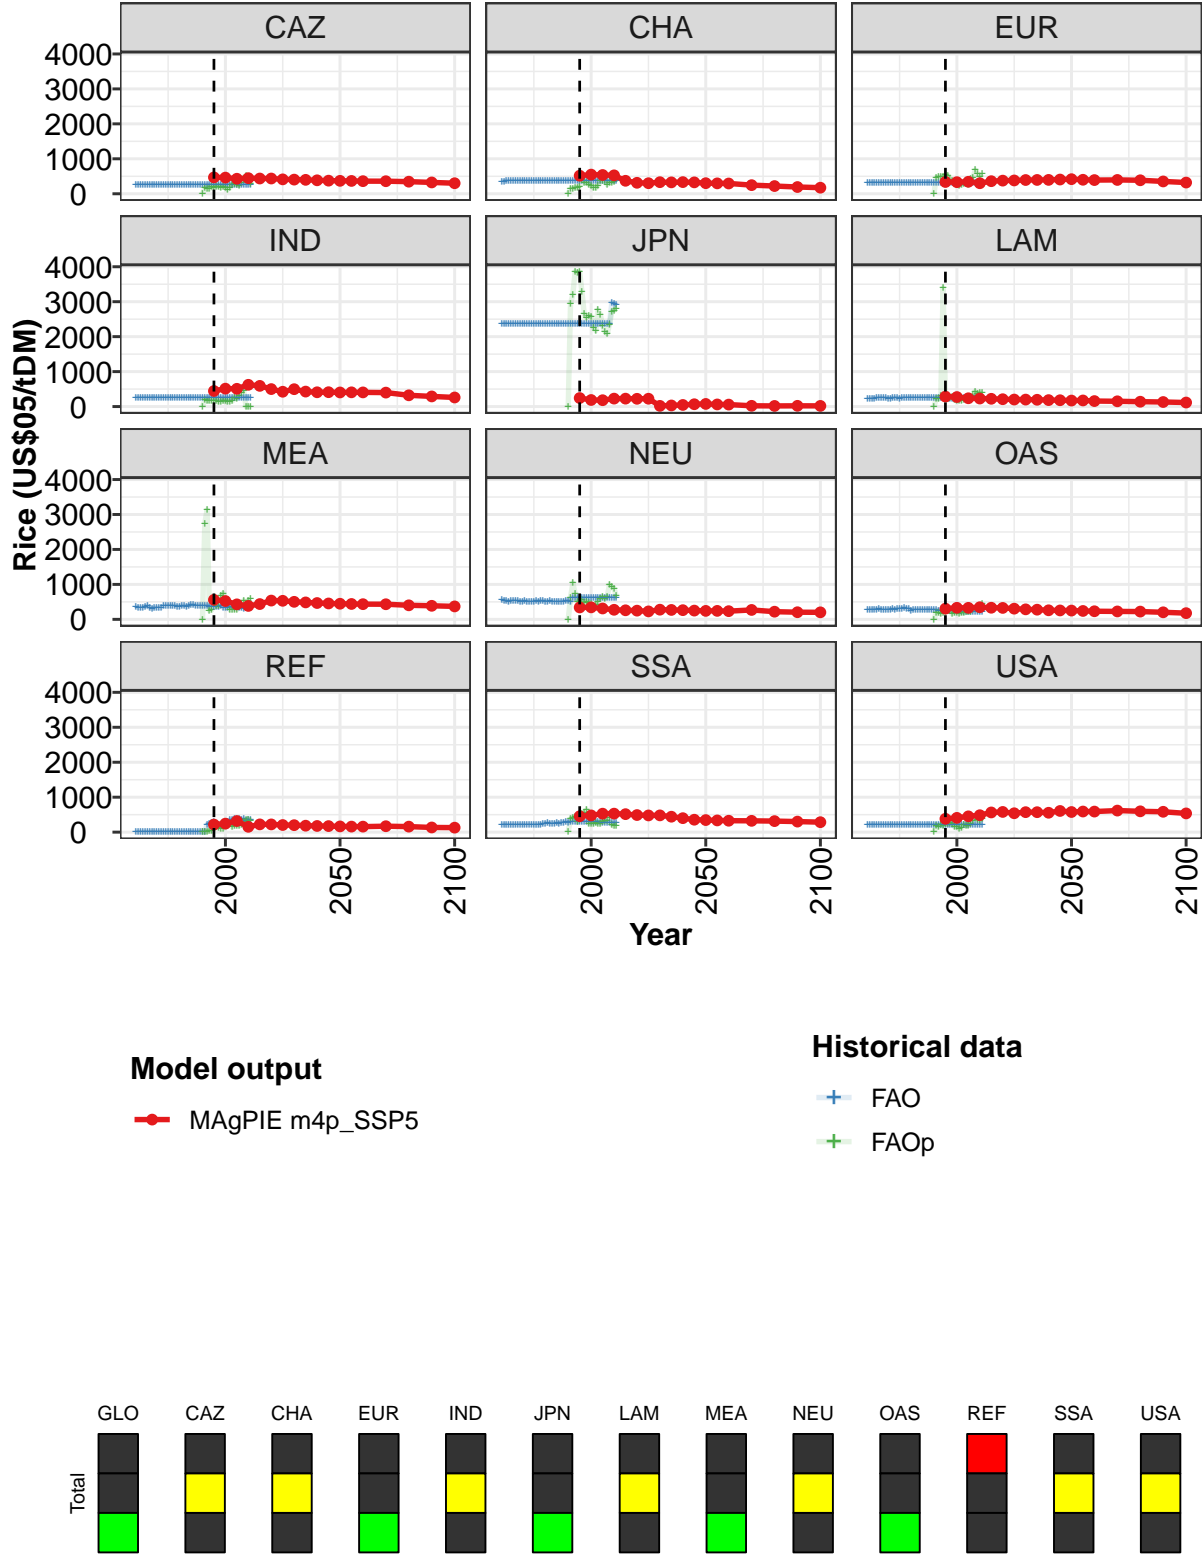 CAZ CHA EUR
4000
3000
2000
1000
0
IND JPN LAM
4000
3000
2000
1000
0
MEA NEU OAS
4000
3000
2000
1000
0
REF SSA USA
4000
3000
2000
1000
0
Rice (US$05/tDM)
2000 2050 2100 2000 2050 2100 2000 2050 2100
Year
Model output
MAgPIE m4p_SSP5
Historical data
FAO
FAOp
GLO CAZ CHA EUR IND JPN LAM MEA NEU OAS REF SSA USA
Total